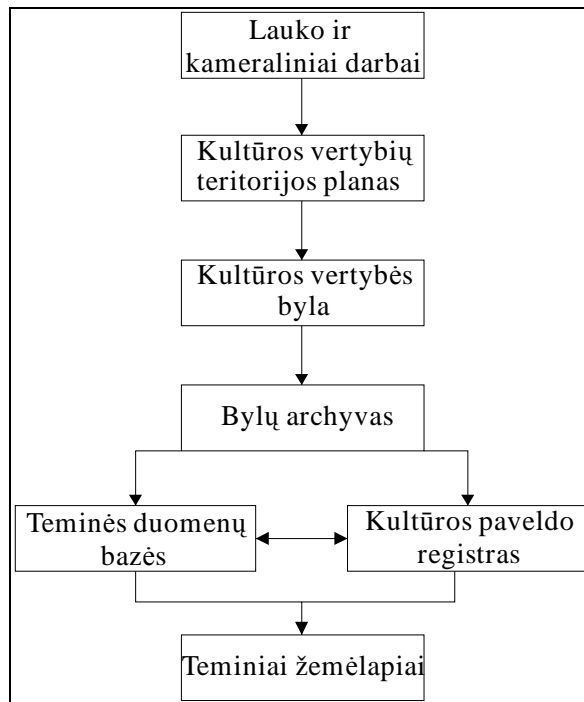 Lauko ir
kameraliniai darbai
Kultūros vertybių
teritorijos planas
Kultūros vertybės
byla
Bylų archyvas
Teminės duomenų
bazės
Kultūros paveldo
registras
Teminiai žemėlapiai